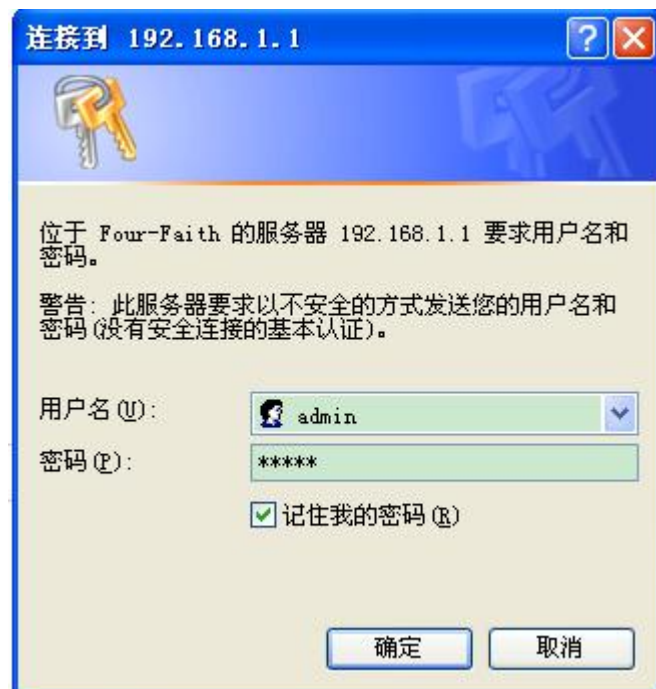 连接到 192.168.1.1
位于 Four-Faith 的服务器 192.168.1.1 要求用户名和
密码。
警告: 此服务器要求以不安全的方式发送您的用户名和
密码(没有安全连接的基本认证)。
用户名(U):
admin
密码(P):
*****
记住我的密码(R)
确定
取消